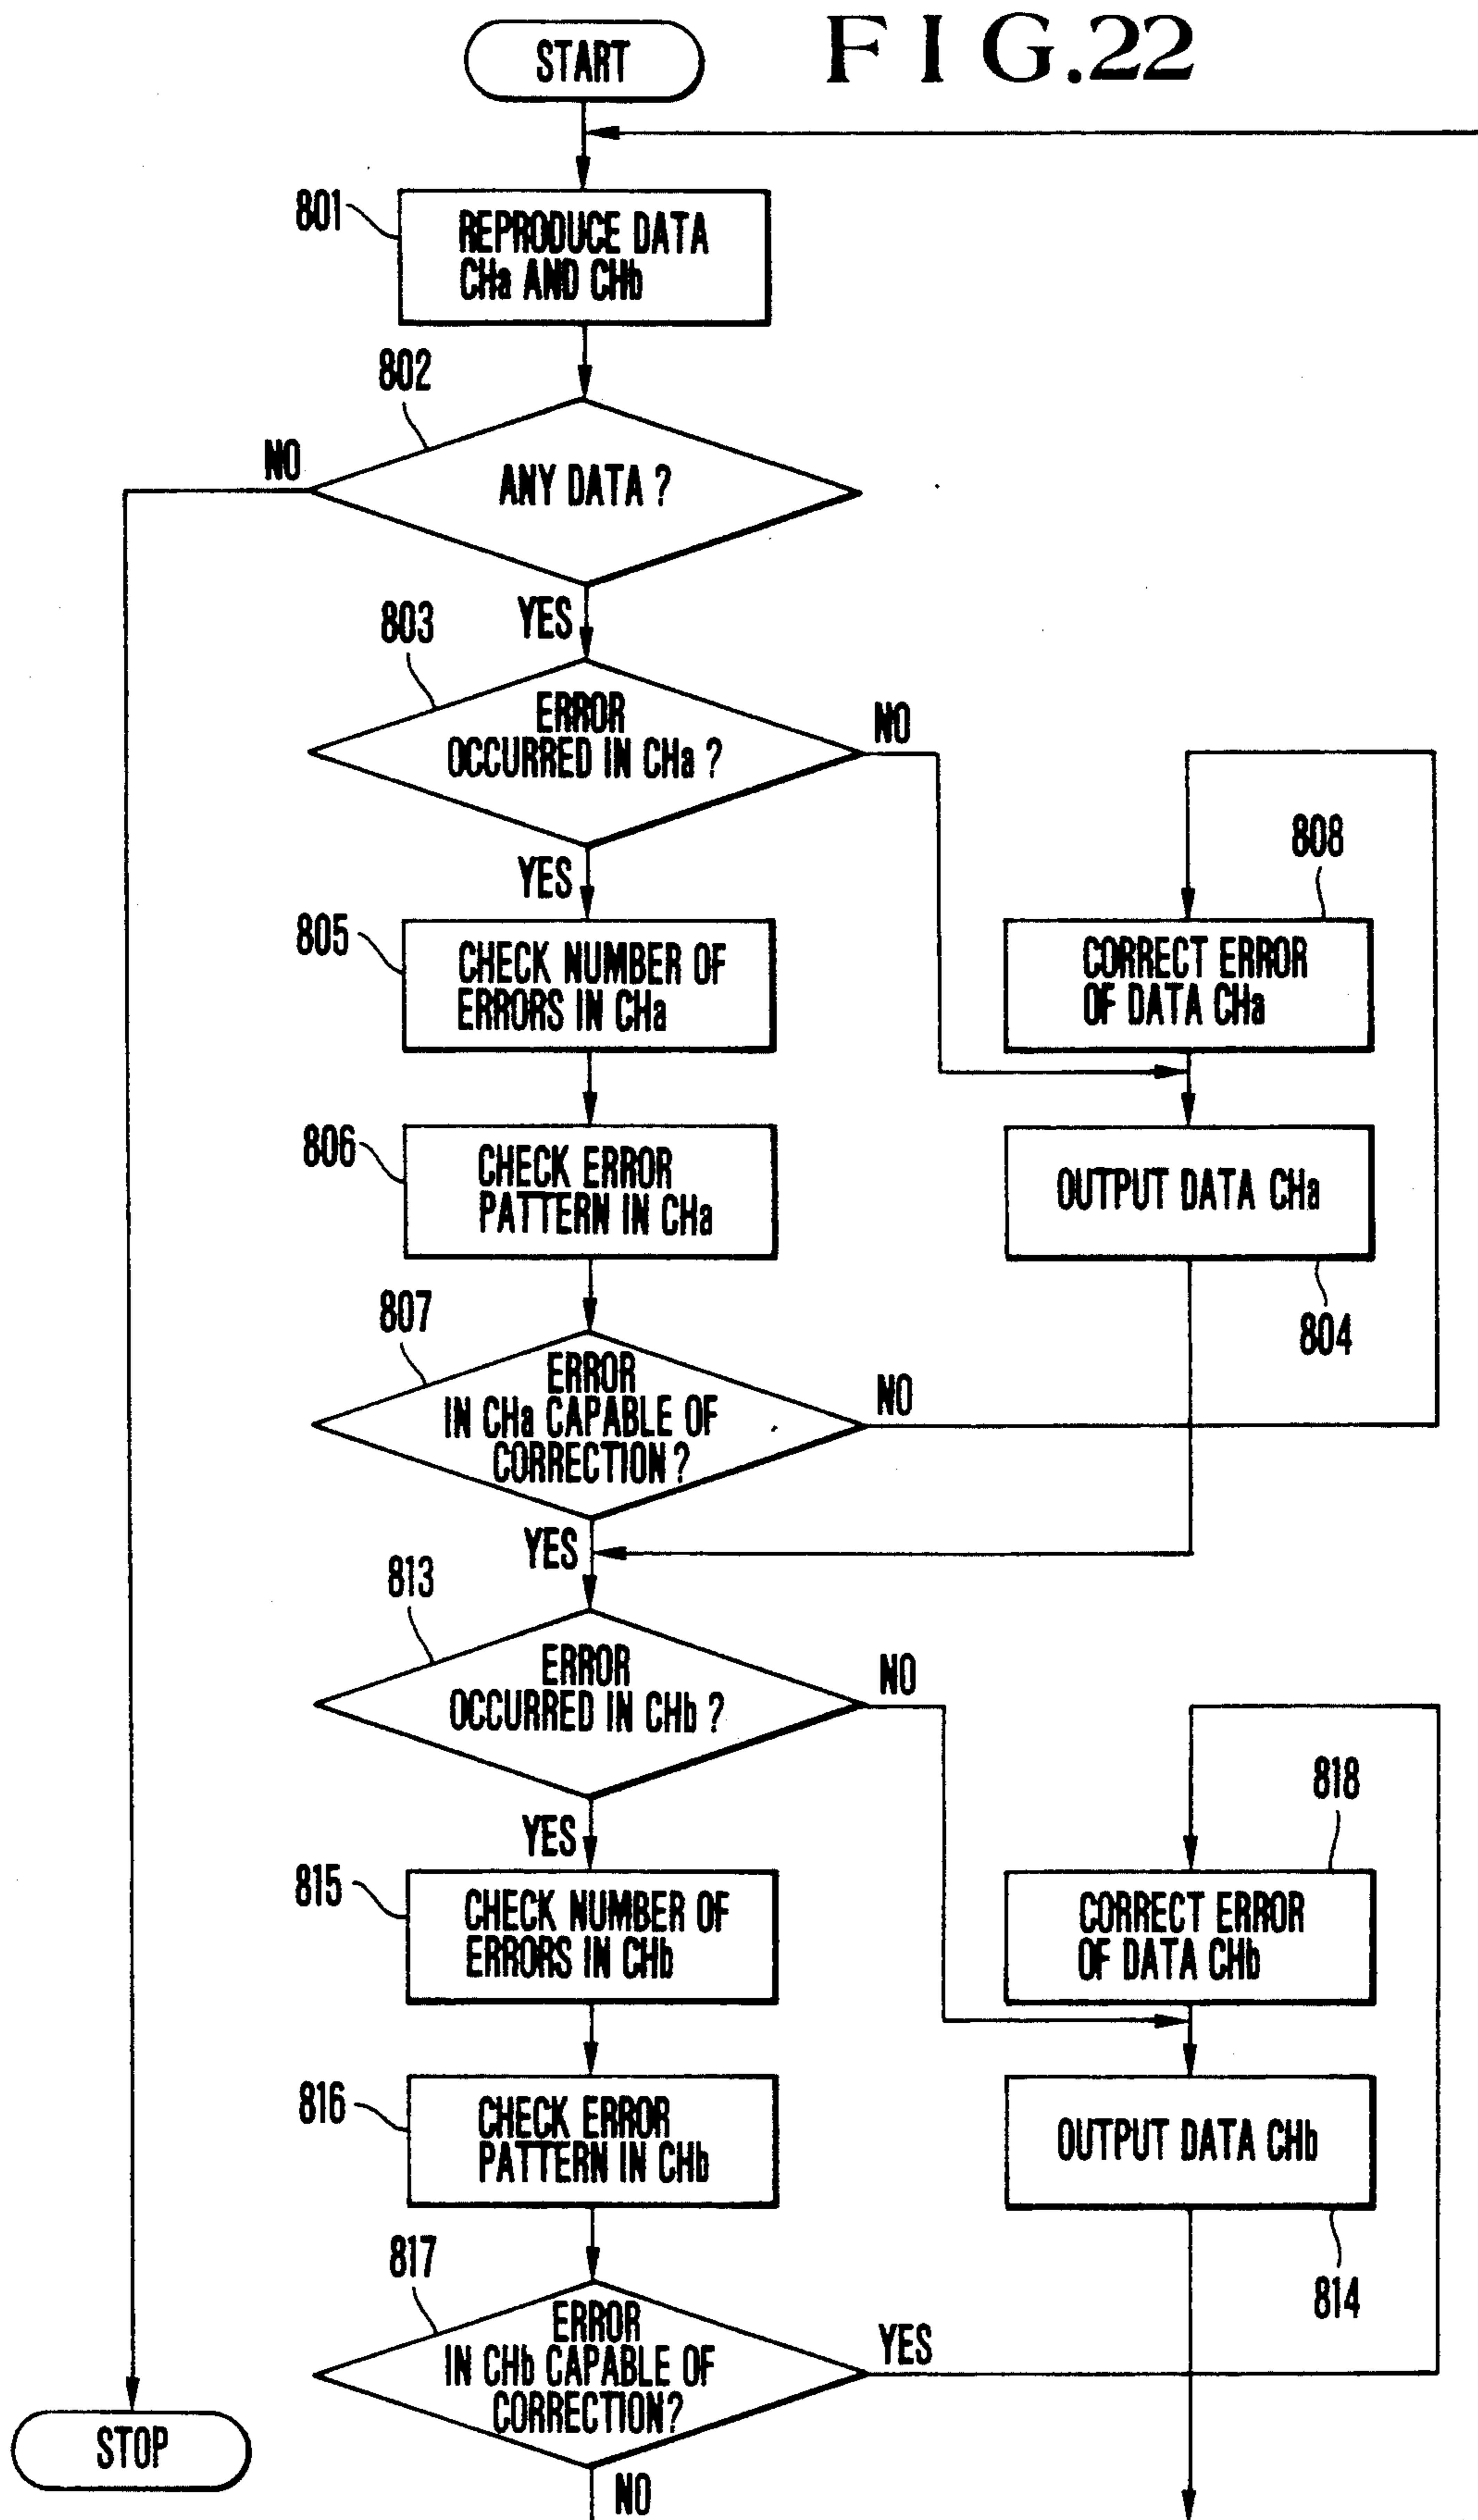 FIG.22
START
801
REPRODUCE DATA
CHa AND CHb
802
NO
ANY DATA ?
YES
803
ERROR
OCCURRED IN CHa ?
NO
YES
808
805
CHECK NUMBER OF
ERRORS IN CHa
CORRECT ERROR
OF DATA CHa
806
CHECK ERROR
PATTERN IN CHa
OUTPUT DATA CHa
804
807
ERROR
IN CHa CAPABLE OF
CORRECTION ?
NO
YES
813
ERROR
OCCURRED IN CHb ?
NO
YES
818
815
CHECK NUMBER OF
ERRORS IN CHb
CORRECT ERROR
OF DATA CHb
816
CHECK ERROR
PATTERN IN CHb
OUTPUT DATA CHb
814
817
ERROR
IN CHb CAPABLE OF
CORRECTION?
YES
STOP
NO